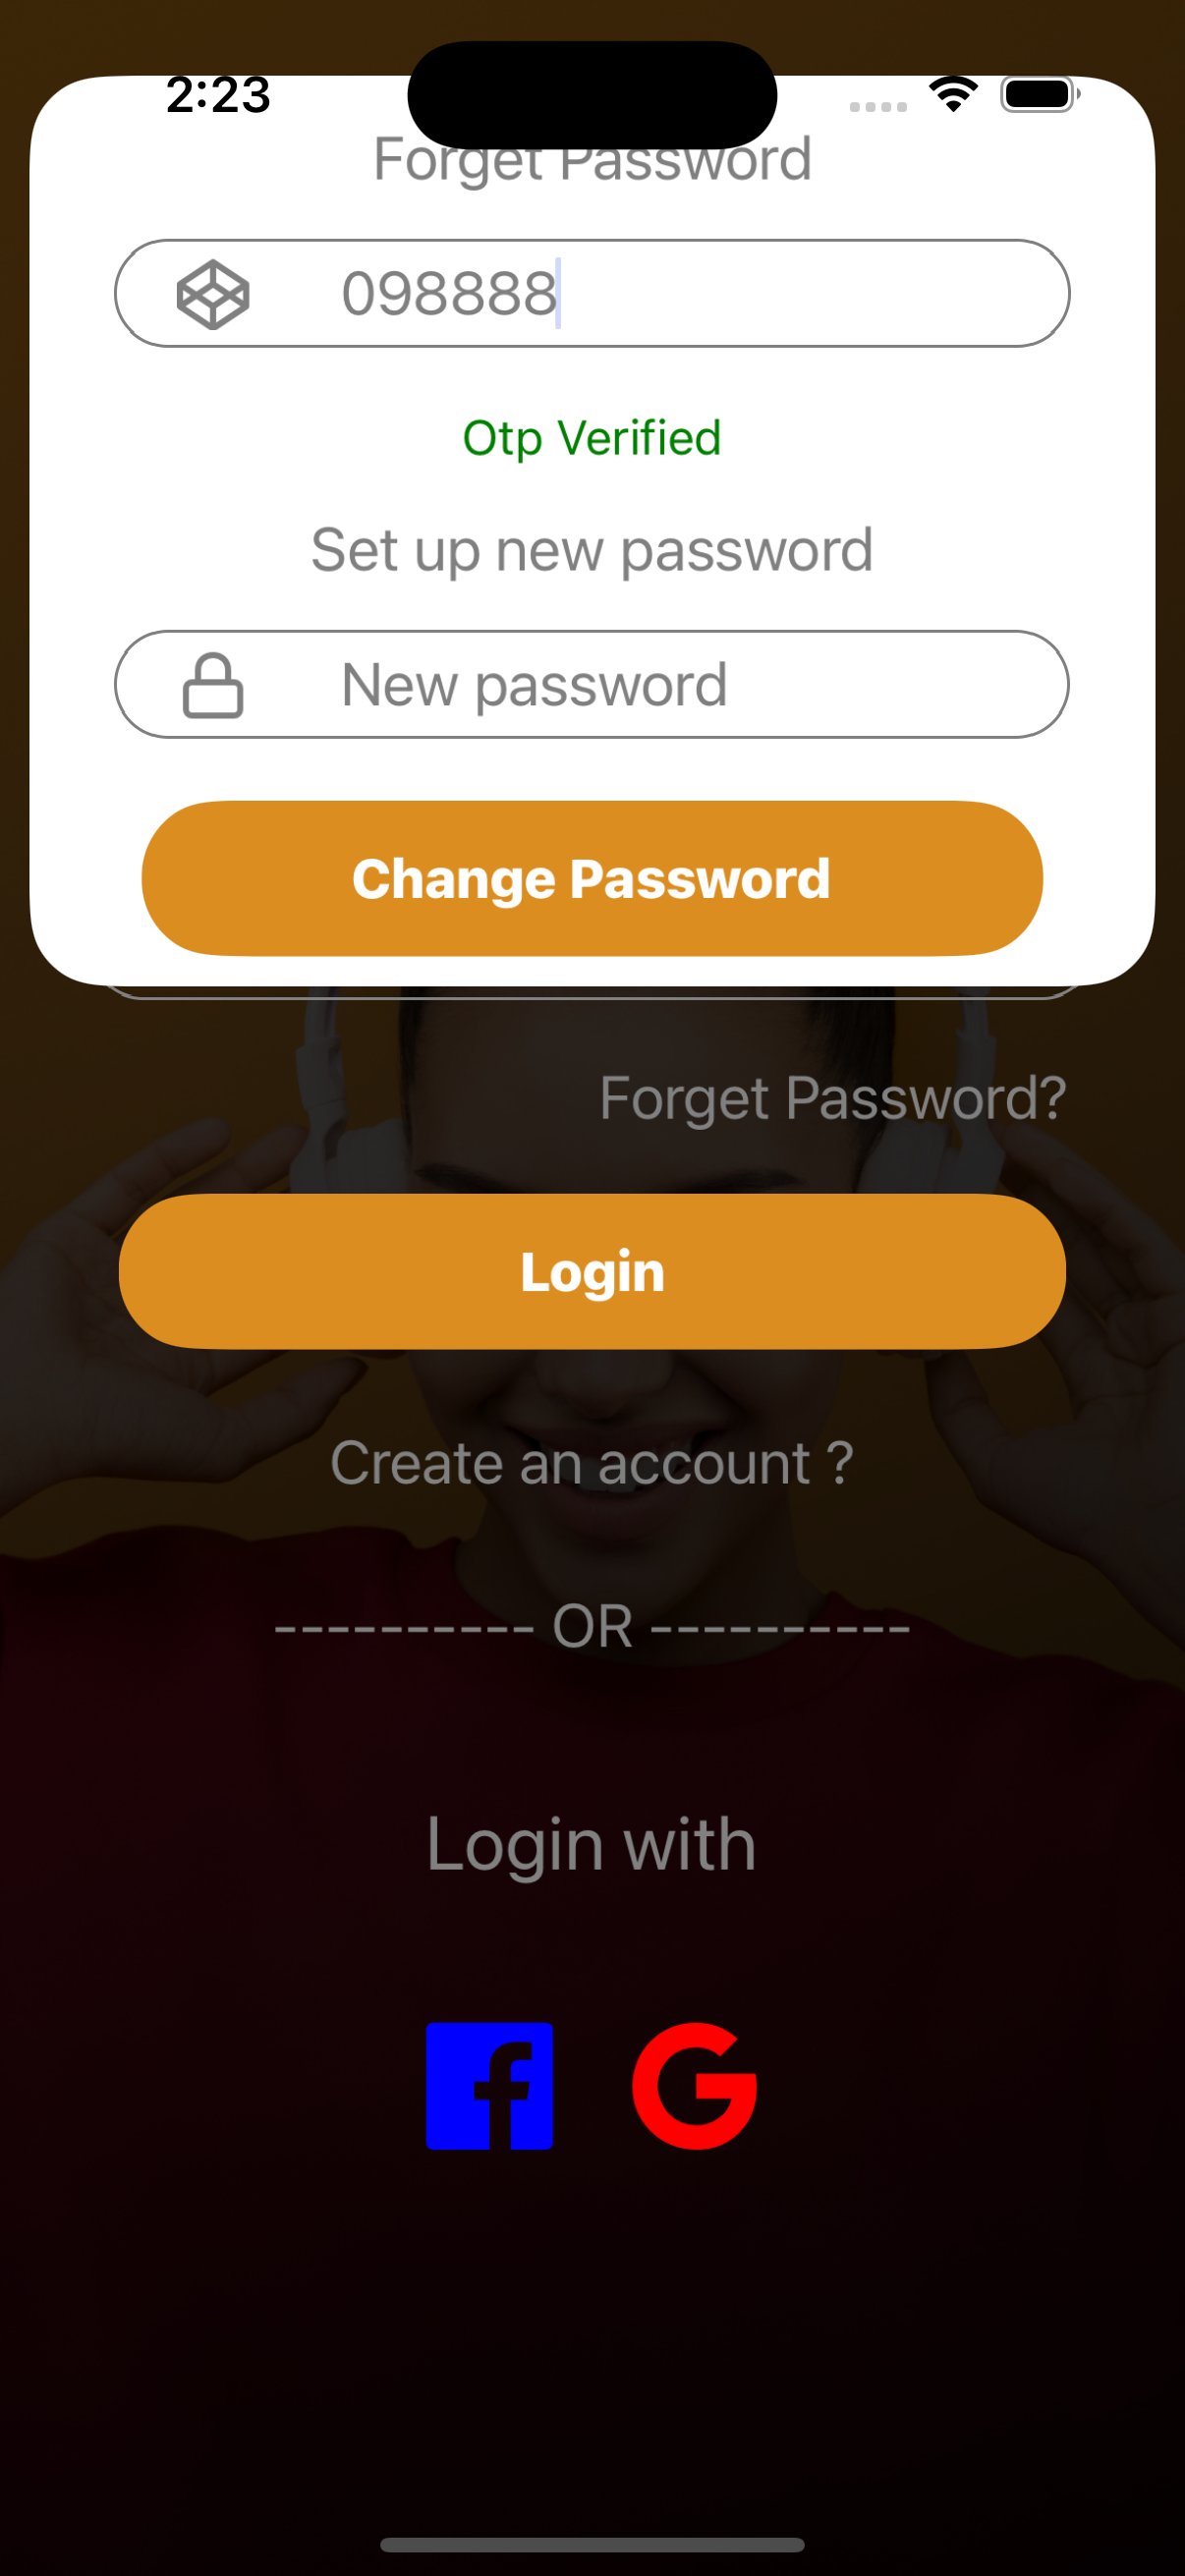 2:23
Forget Password
098888
Otp Verified
Set up new password
New password
Change Password
Forget Password?
Login
Create an account ?
---------- OR ----------
Login with